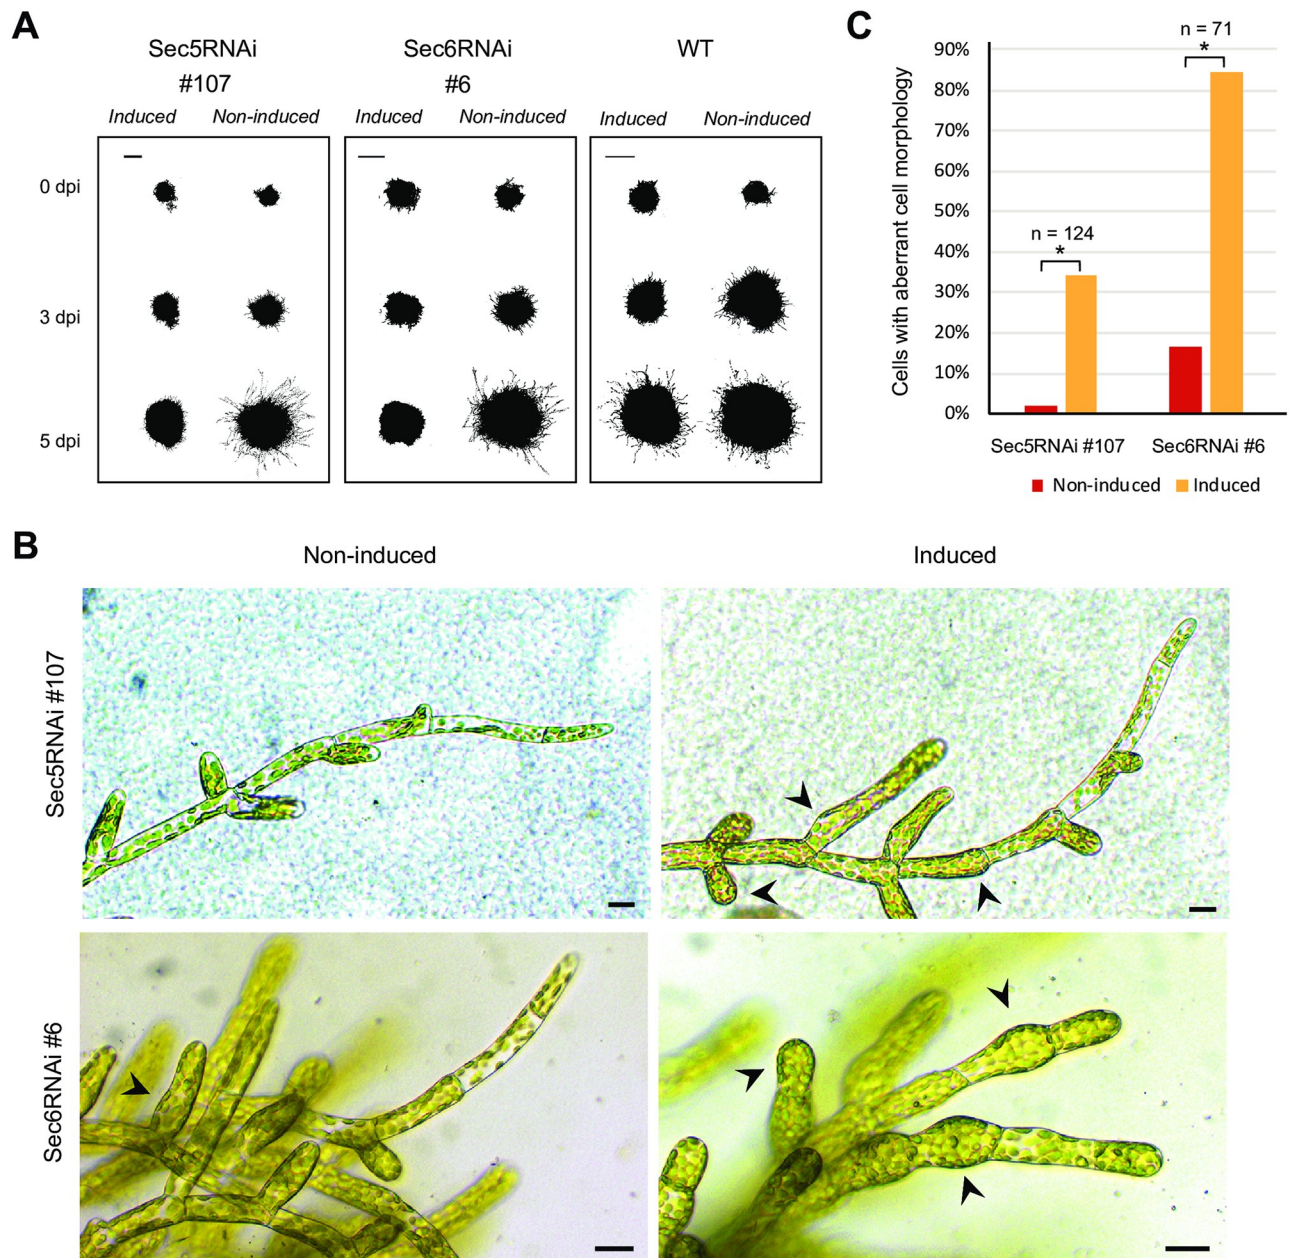 A
Sec5RNAi
#107
Sec6RNAi
#6
WT
Induced Non-induced
Induced Non-induced
Induced Non-induced
0 dpi
3 dpi
5 dpi
C
Cells with aberrant cell morphology
90%
80%
70%
60%
50%
40%
30%
20%
10%
0%
n = 124
*
n = 71
*
Sec5RNAi #107
Sec6RNAi #6
Non-induced Induced
B
Non-induced
Induced
Sec5RNAi #107
Sec6RNAi #6